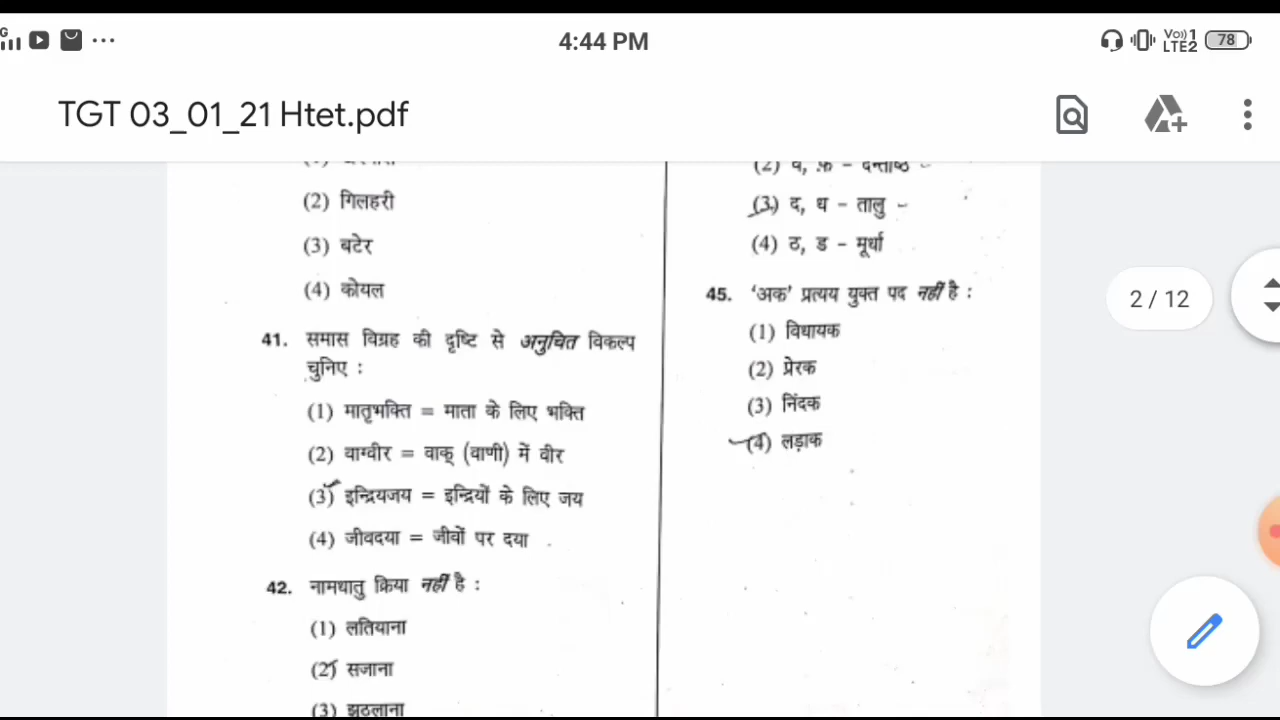 4:44 PM
Vo)) 1
LTE2
78
TGT 03_01_21 Htet.pdf
2 / 12
(2) गिलहरी
(3) बटेर
(4) कोयल
41. समास विग्रह की दृष्टि से अनुचित विकल्प
चुनिए :
(1) मातृभक्ति = माता के लिए भक्ति
(2) वाग्वीर = वाक् (वाणी) में वीर
(3) इन्द्रियजय = इन्द्रियों के लिए जय
(4) जीवदया = जीवों पर दया
42. नामधातु क्रिया नहीं है :
(1) लतियाना
(2) सजाना
(3) झुठलाना
(3) द, ध - तालु -
(4) ठ, ड - मूर्धा
45. 'अक' प्रत्यय युक्त पद नहीं है :
(1) विधायक
(2) प्रेरक
(3) निंदक
(4) लड़ाक